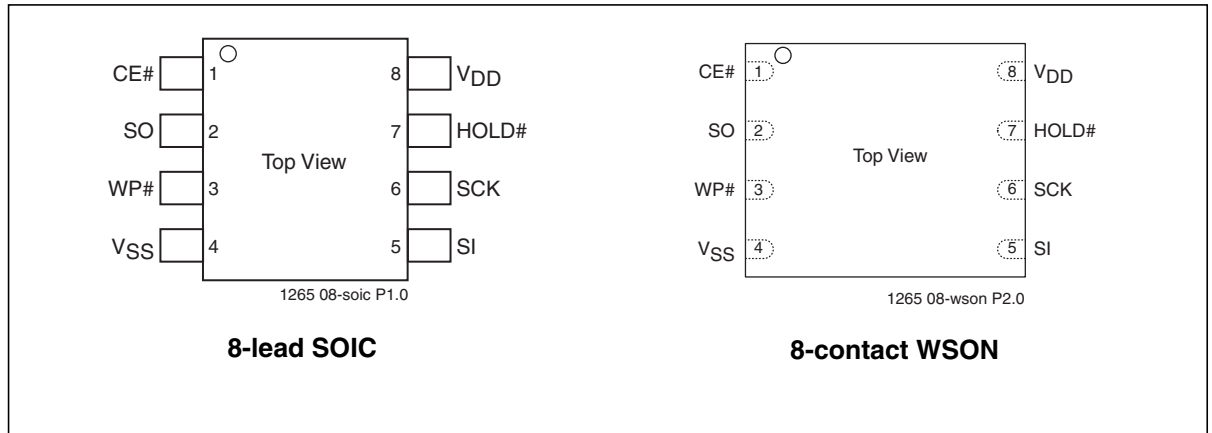 CE#
SO
WP#
VSS
1
2
3
4
Top View
8
7
6
5
VDD
HOLD#
SCK
SI
1265 08-soic P1.0
8-lead SOIC
CE#
SO
WP#
VSS
1
2
3
4
Top View
8
7
6
5
VDD
HOLD#
SCK
SI
1265 08-wson P2.0
8-contact WSON